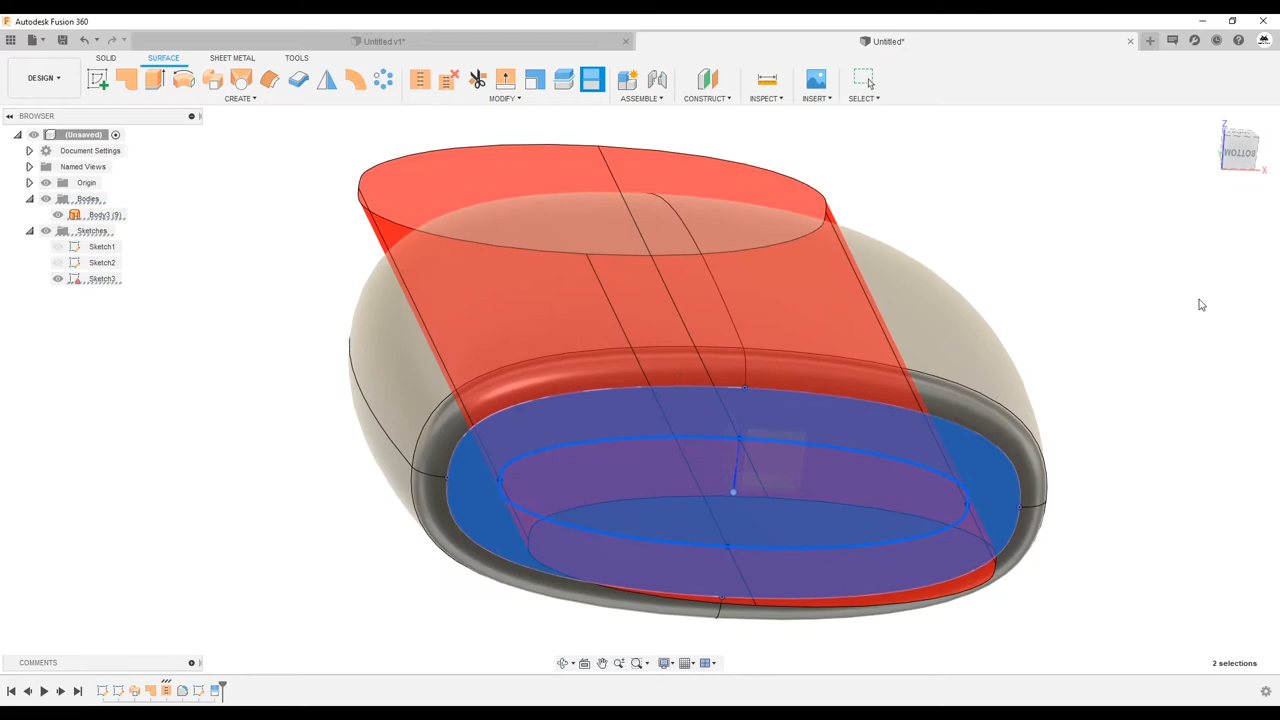 Autodesk Fusion 360
Untitled v1*
Untitled*
SOLID
SURFACE
SHEET METAL
TOOLS
DESIGN
CREATE
MODIFY
ASSEMBLE
CONSTRUCT
INSPECT
INSERT
SELECT
BROWSER
(Unsaved)
Document Settings
Named Views
Origin
Bodies
Body3 (9)
Sketches
Sketch1
Sketch2
Sketch3
Z
BOTTOM
X
COMMENTS
2 selections